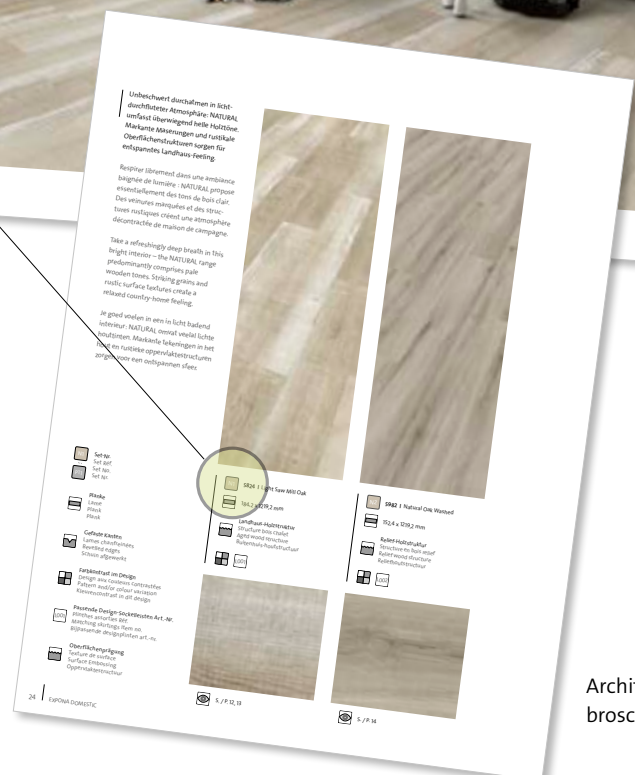 Unbeschwert durchatmen in licht-
durchfluteter Atmosphäre: NATURAL
umfasst überwiegend helle Holztöne.
Markante Maserungen und rustikale
Oberflächenstrukturen sorgen für
entspanntes Landhaus-Feeling.
Respirer librement dans une ambiance
baignée de lumière : NATURAL propose
essentiellement des tons de bois clair.
Des veinures marquées et des struc-
tures rustiques créent une atmosphère
décontractée de maison de campagne.
Take a refreshingly deep breath in this
bright interior – the NATURAL range
predominantly comprises pale
wooden tones. Striking grains and
rustic surface textures create a
relaxed country-home feeling.
Je goed voelen in een in licht badend
interieur: NATURAL omvat veelal lichte
houttinten. Markante tekeningen in het
hout en rustieke oppervlaktestructuren
zorgen voor een ontspannen sfeer.
Set-Nr.
Set Réf.
Set No.
Set Nr.
Planke
Lame
Plank
Plank
Gefaste Kanten
Lames chanfreinées
Bevelled edges
Schuin afgewerkt
Farbkontrast im Design
Design aux couleurs contrastées
Pattern and/or colour variation
Kleurencontrast in dit design
Passende Design-Sockelleisten Art.-Nr.
Plinthes assorties Réf.
Matching skirtings item no.
Bijpassende designplinten art.-nr.
Oberflächenprägung
Texture de surface
Surface Embossing
Oppervlaktestructuur
24 | EXPONA DOMESTIC
5826 I Light Saw Mill Oak
184,2 x 1219,2 mm
Landhaus-Holzstruktur
Structure bois chalet
Aged wood structure
Buitenhuis-houtstructuur
S. / P. 12, 13
5982 I Natural Oak Washed
152,4 x 1219,2 mm
Relief-Holzstruktur
Structure en bois relief
Relief wood structure
Reliëfhoutstructuur
S. / P. 14
Archit
brosc